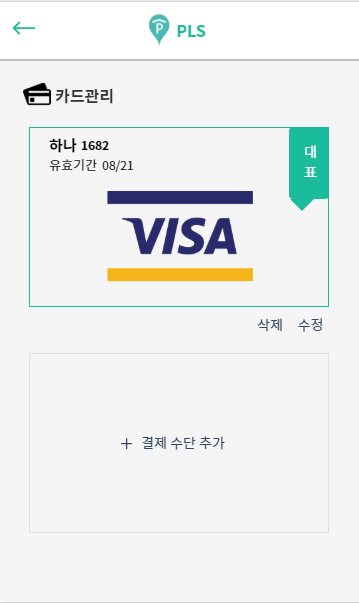 P PLS
카드관리
하나 1682
유효기간 08/21
대
표
VISA
삭제 수정
+ 결제 수단 추가